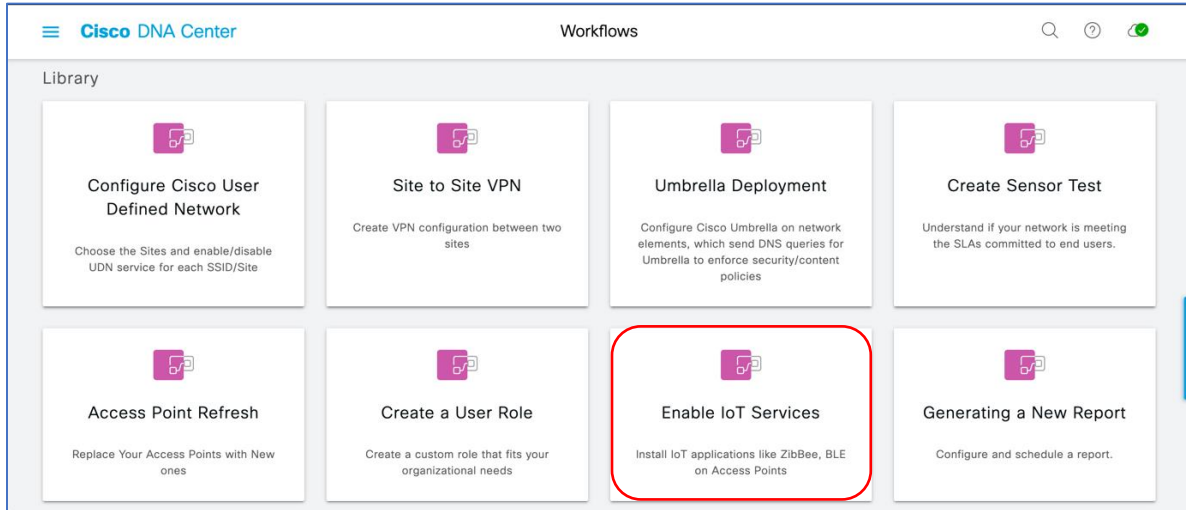 Cisco DNA Center
Workflows
Library
Configure Cisco User
Defined Network
Choose the Sites and enable/disable
UDN service for each SSID/Site
Site to Site VPN
Create VPN configuration between two
sites
Umbrella Deployment
Configure Cisco Umbrella on network
elements, which send DNS queries for
Umbrella to enforce security/content
policies
Create Sensor Test
Understand if your network is meeting
the SLAs committed to end users.
Access Point Refresh
Replace Your Access Points with New
ones
Create a User Role
Create a custom role that fits your
organizational needs
Enable IoT Services
Install IoT applications like ZibBee, BLE
on Access Points
Generating a New Report
Configure and schedule a report.